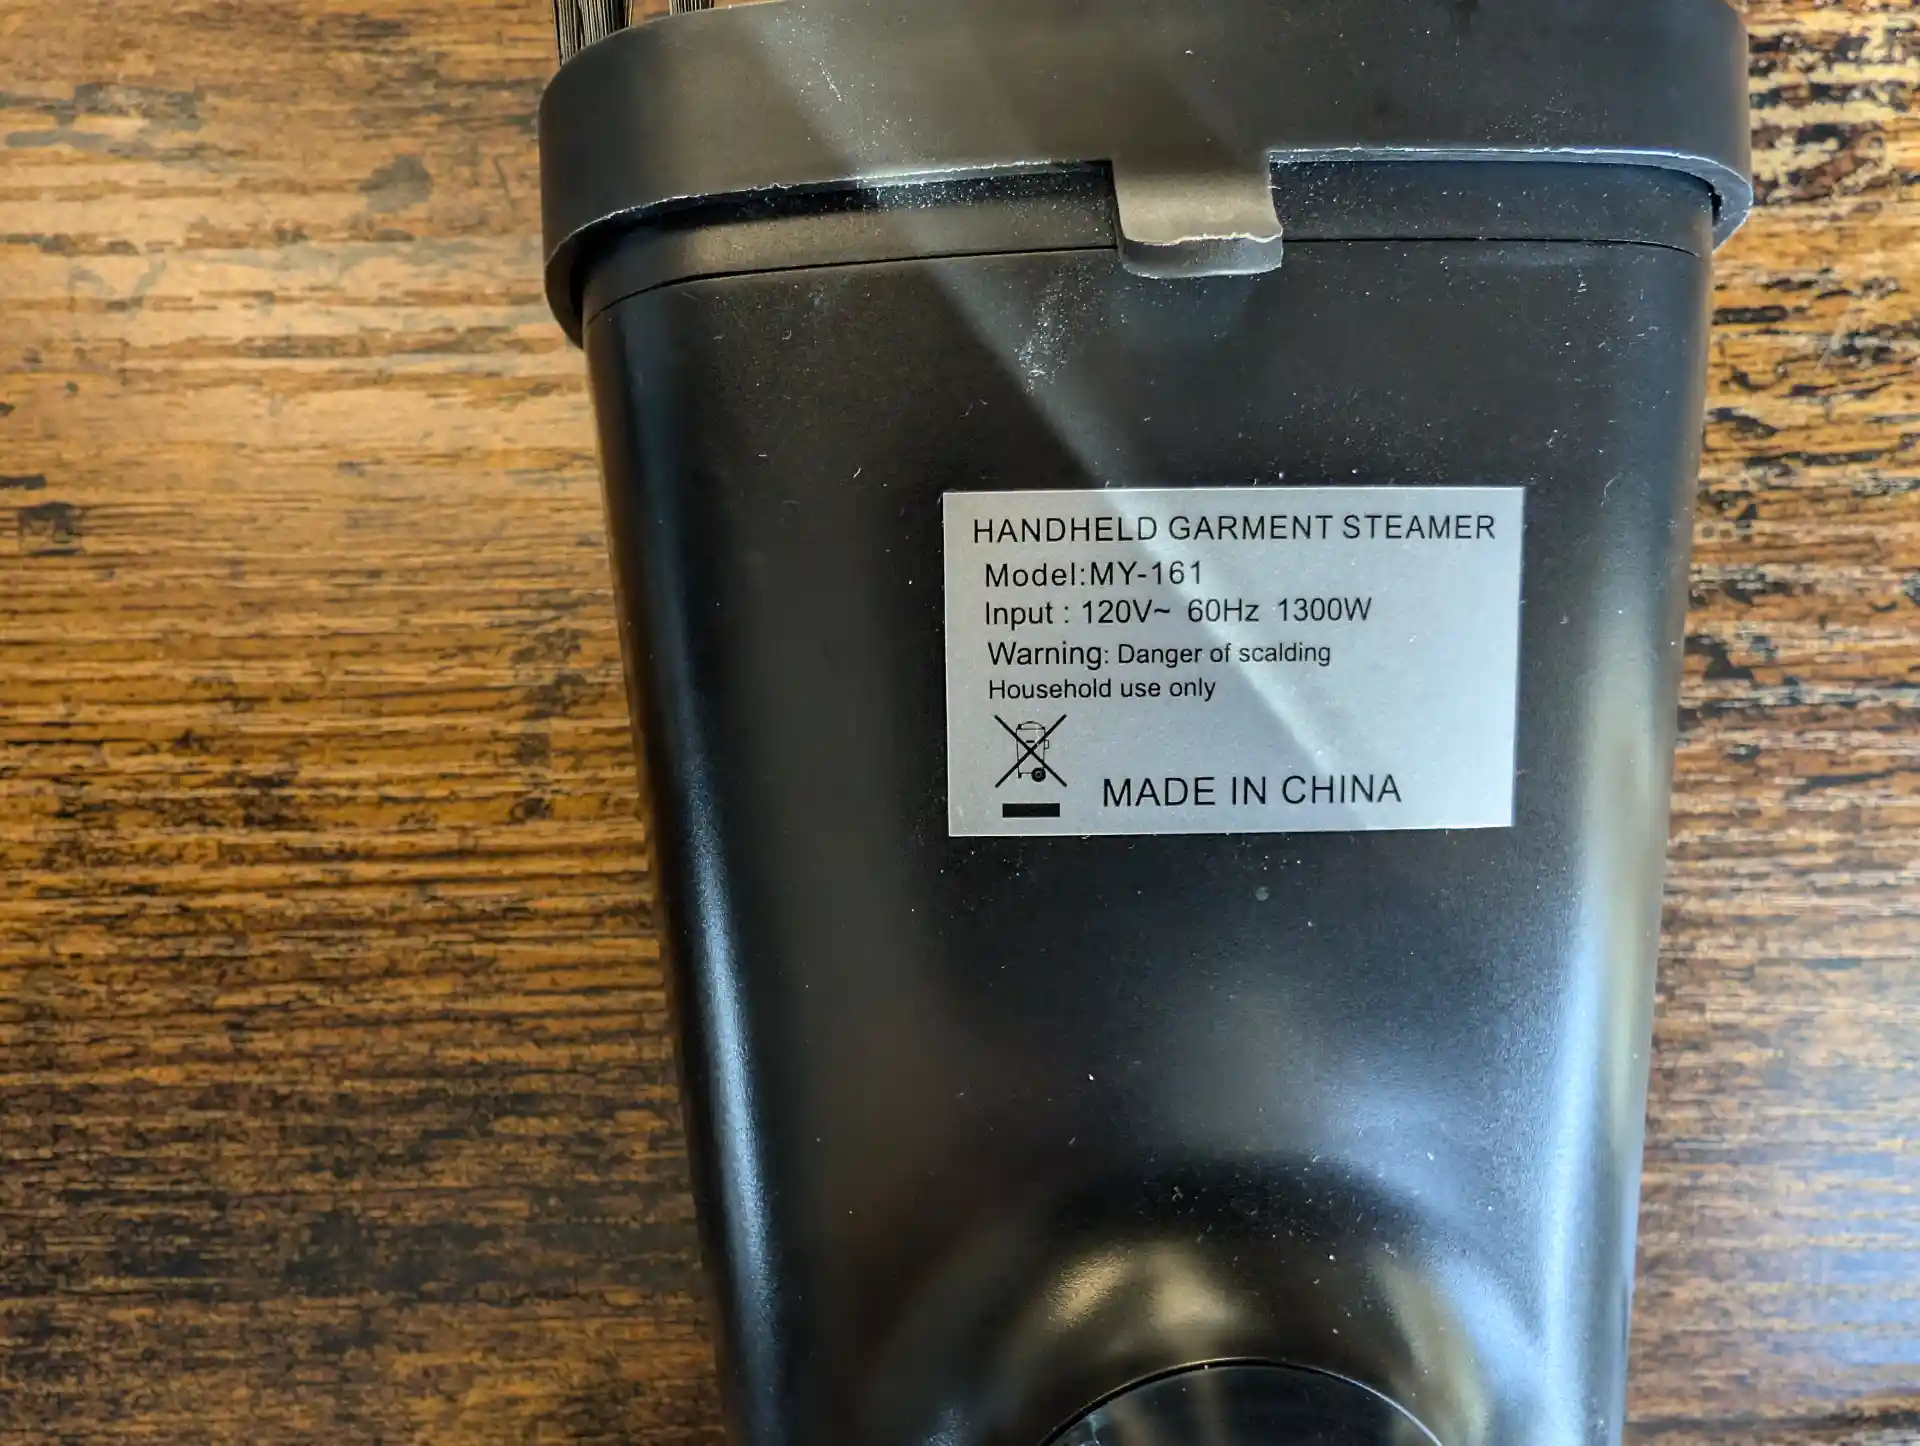 HANDHELD GARMENT STEAMER
Model:MY-161
Input : 120V~ 60Hz 1300W
Warning: Danger of scalding
Household use only
MADE IN CHINA